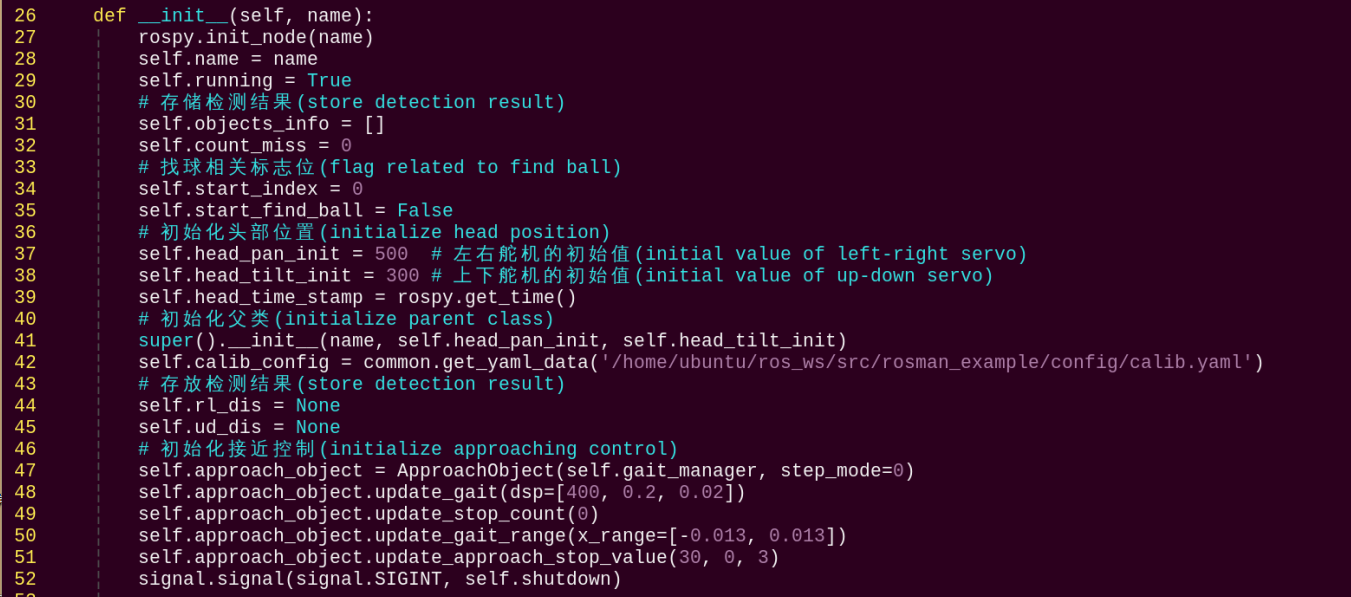 26     def __init__(self, name):
27         rospy.init_node(name)
28         self.name = name
29         self.running = True
30         # 存储检测结果(store detection result)
31         self.objects_info = []
32         self.count_miss = 0
33         # 找球相关标志位(flag related to find ball)
34         self.start_index = 0
35         self.start_find_ball = False
36         # 初始化头部位置(initialize head position)
37         self.head_pan_init = 500  # 左右舵机的初始值(initial value of left-right servo)
38         self.head_tilt_init = 300 # 上下舵机的初始值(initial value of up-down servo)
39         self.head_time_stamp = rospy.get_time()
40         # 初始化父类(initialize parent class)
41         super().__init__(name, self.head_pan_init, self.head_tilt_init)
42         self.calib_config = common.get_yaml_data('/home/ubuntu/ros_ws/src/rosman_example/config/calib.yaml')
43         # 存放检测结果(store detection result)
44         self.rl_dis = None
45         self.ud_dis = None
46         # 初始化接近控制(initialize approaching control)
47         self.approach_object = ApproachObject(self.gait_manager, step_mode=0)
48         self.approach_object.update_gait(dsp=[400, 0.2, 0.02])
49         self.approach_object.update_stop_count(0)
50         self.approach_object.update_gait_range(x_range=[-0.013, 0.013])
51         self.approach_object.update_approach_stop_value(30, 0, 3)
52         signal.signal(signal.SIGINT, self.shutdown)